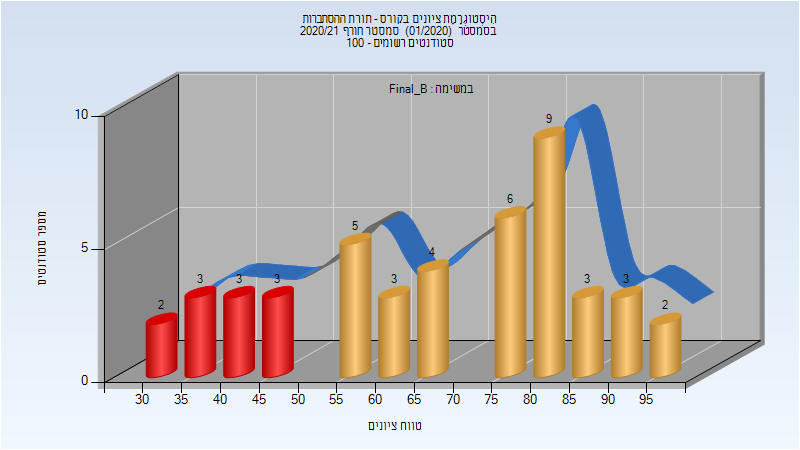 היסטוגרמת ציונים בקורס - תורת ההסתברות
בסמסטר (01/2020) סמסטר חורף 2020/21
סטודנטים רשומים - 100
במשימה : Final_B
מספר סטודנטים
10
5
0
2
3
3
3
5
3
4
6
9
3
3
2
30 35 40 45 50 55 60 65 70 75 80 85 90 95
טווח ציונים